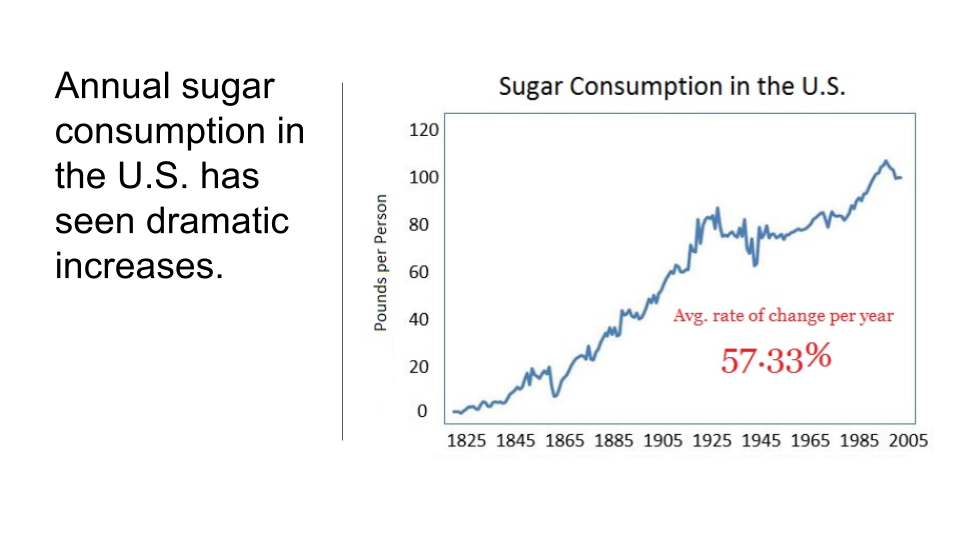 Annual sugar
consumption in
the U.S. has
seen dramatic
increases.
Sugar Consumption in the U.S.
Pounds per Person
120
100
80
60
40
20
0
Avg. rate of change per year
57.33%
1825 1845 1865 1885 1905 1925 1945 1965 1985 2005